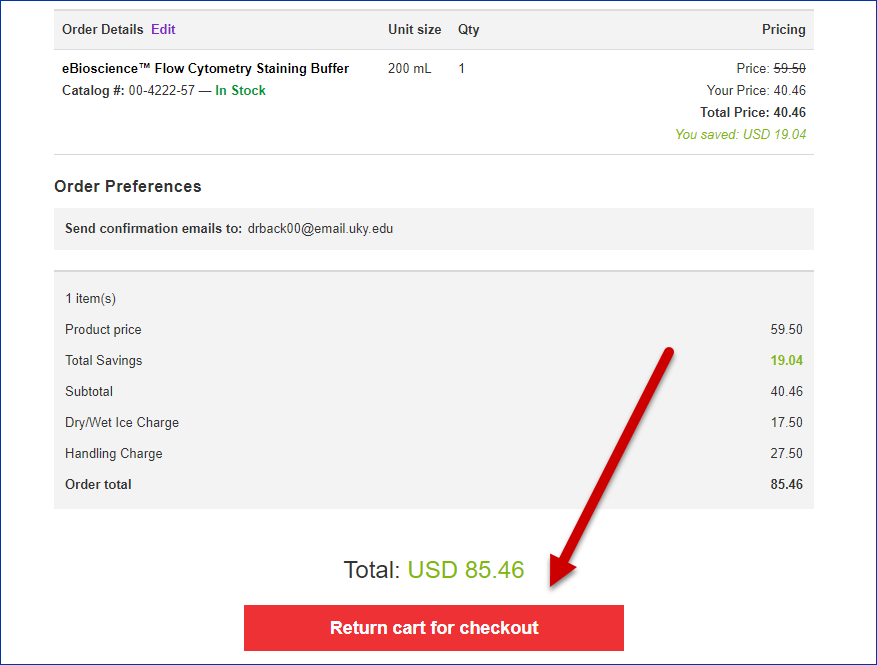 Order Details Edit Unit size Qty Pricing
eBioscience™ Flow Cytometry Staining Buffer 200 mL 1 Price: 59.50
Catalog #: 00-4222-57 — In Stock Your Price: 40.46
Total Price: 40.46
You saved: USD 19.04
Order Preferences
Send confirmation emails to: drback00@email.uky.edu
1 item(s)
Product price 59.50
Total Savings 19.04
Subtotal 40.46
Dry/Wet Ice Charge 17.50
Handling Charge 27.50
Order total 85.46
Total: USD 85.46
Return cart for checkout